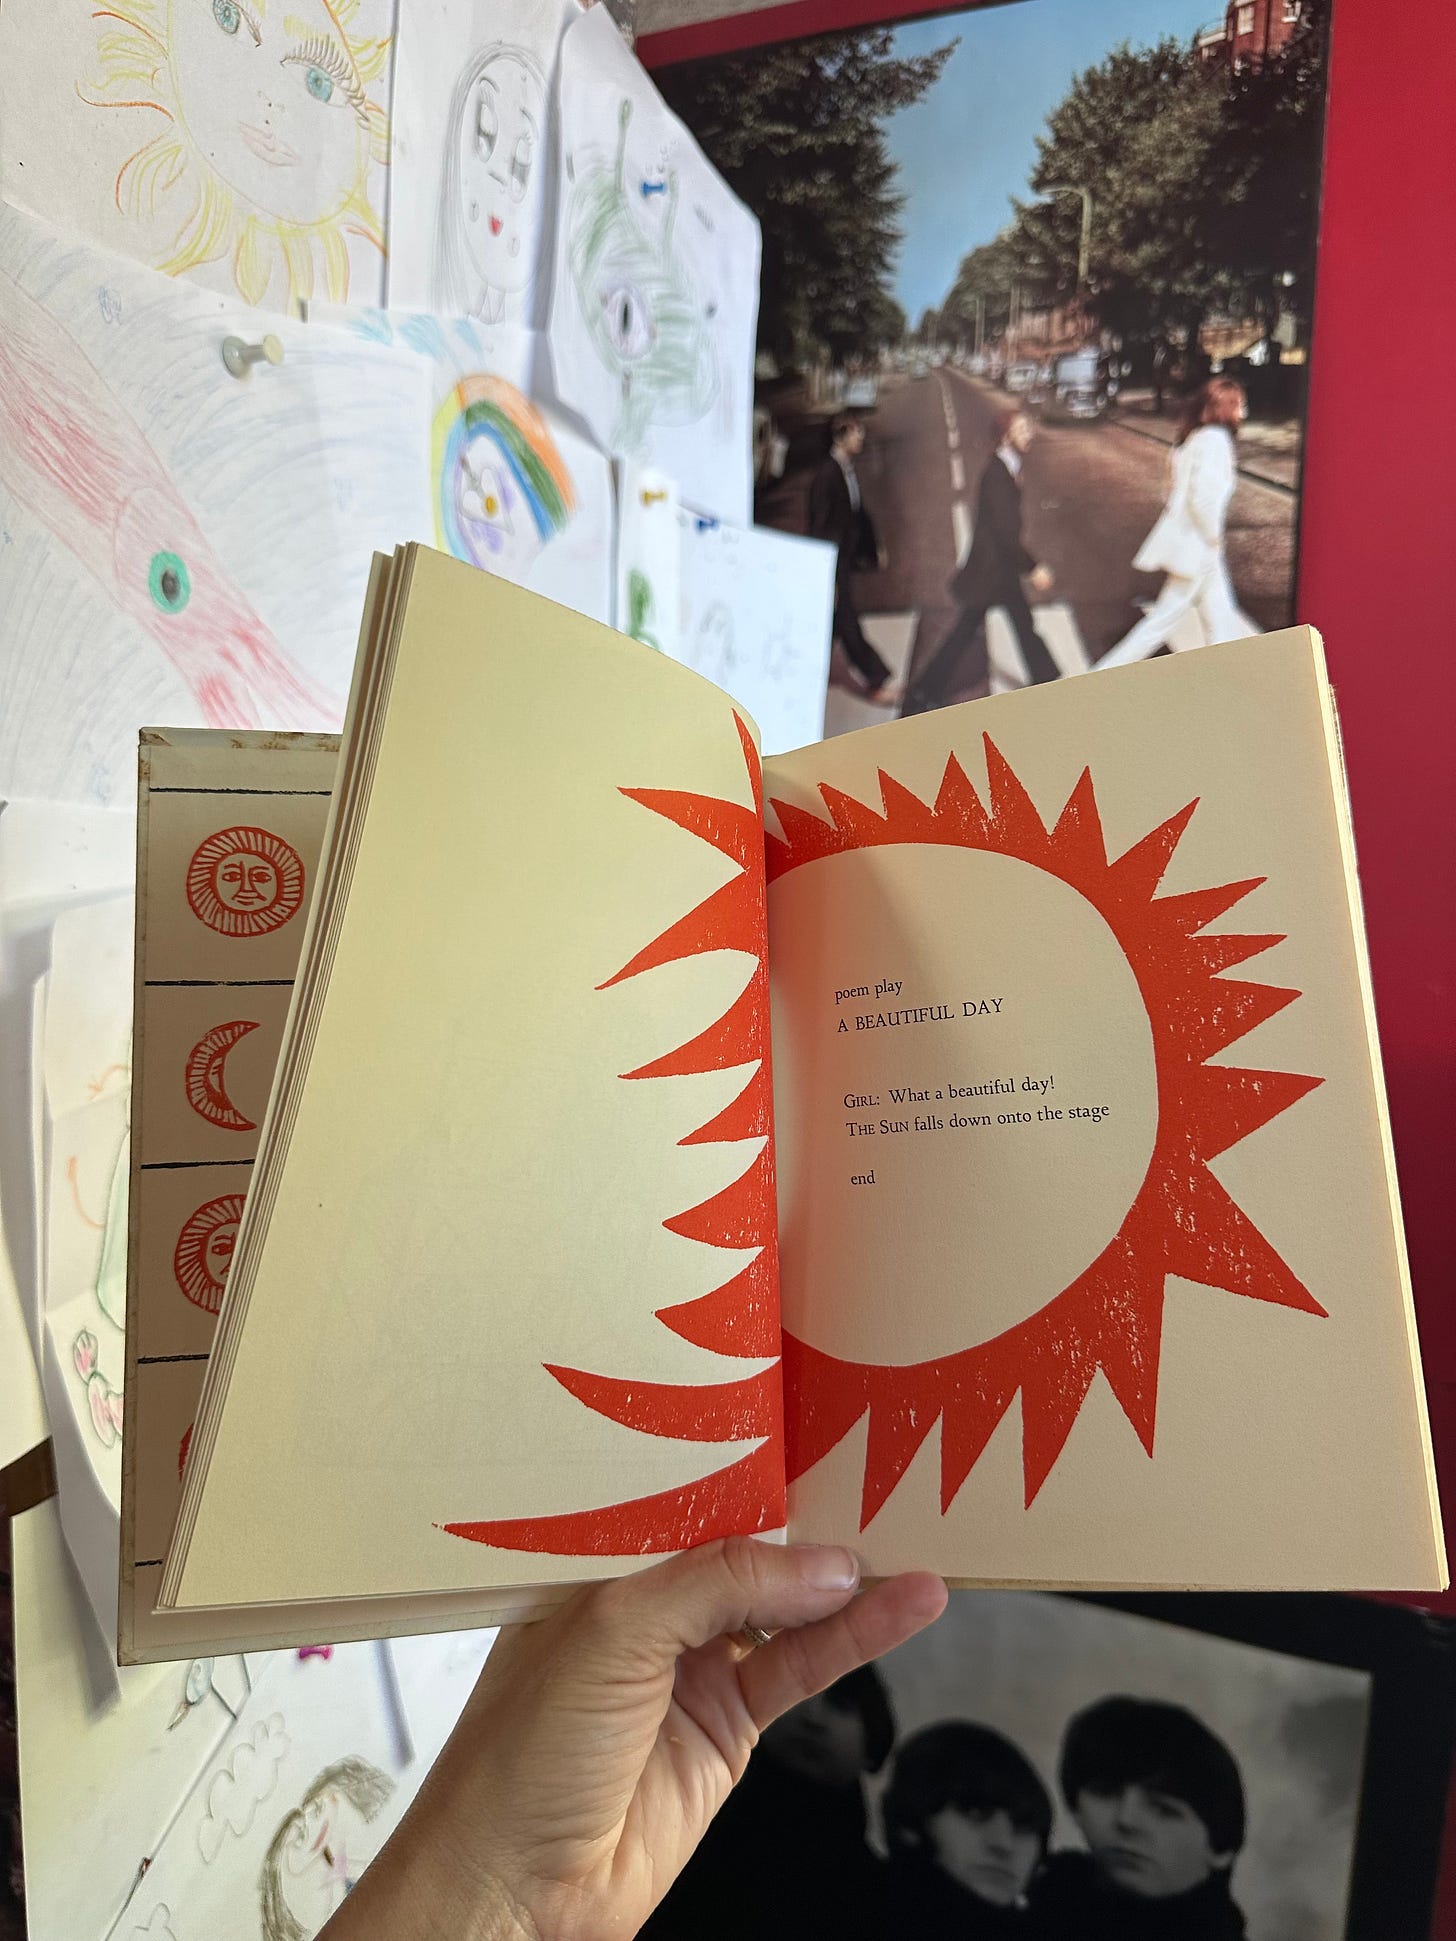 poem play
A BEAUTIFUL DAY
GIRL: What a beautiful day!
THE SUN falls down onto the stage
end